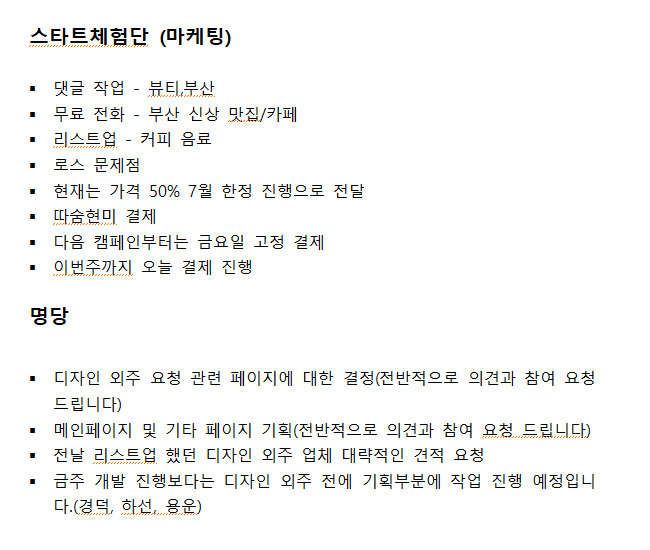 스타트체험단 (마케팅)
▪ 댓글 작업 - 뷰티,부산
▪ 무료 전화 - 부산 신상 맛집/카페
▪ 리스트업 - 커피 음료
▪ 로스 문제점
▪ 현재는 가격 50% 7월 한정 진행으로 전달
▪ 따숨현미 결제
▪ 다음 캠페인부터는 금요일 고정 결제
▪ 이번주까지 오늘 결제 진행
명당
▪ 디자인 외주 요청 관련 페이지에 대한 결정(전반적으로 의견과 참여 요청
드립니다)
▪ 메인페이지 및 기타 페이지 기획(전반적으로 의견과 참여 요청 드립니다)
▪ 전날 리스트업 했던 디자인 외주 업체 대략적인 견적 요청
▪ 금주 개발 진행보다는 디자인 외주 전에 기획부분에 작업 진행 예정입니
다.(경덕, 하선, 용운)